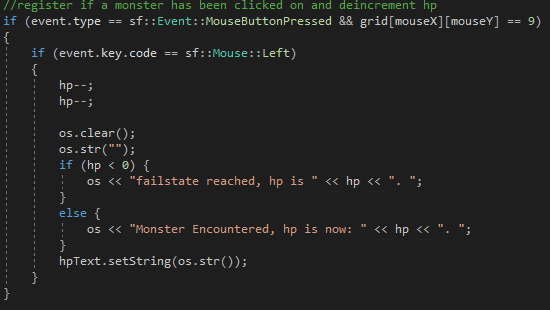 //register if a monster has been clicked on and deincrement hp
if (event.type == sf::Event::MouseButtonPressed && grid[mouseX][mouseY] == 9)
{
if (event.key.code == sf::Mouse::Left)
{
hp--;
hp--;
os.clear();
os.str("");
if (hp < 0) {
os << "failstate reached, hp is " << hp << ". ";
}
else {
os << "Monster Encountered, hp is now: " << hp << ". ";
}
hpText.setString(os.str());
}
}